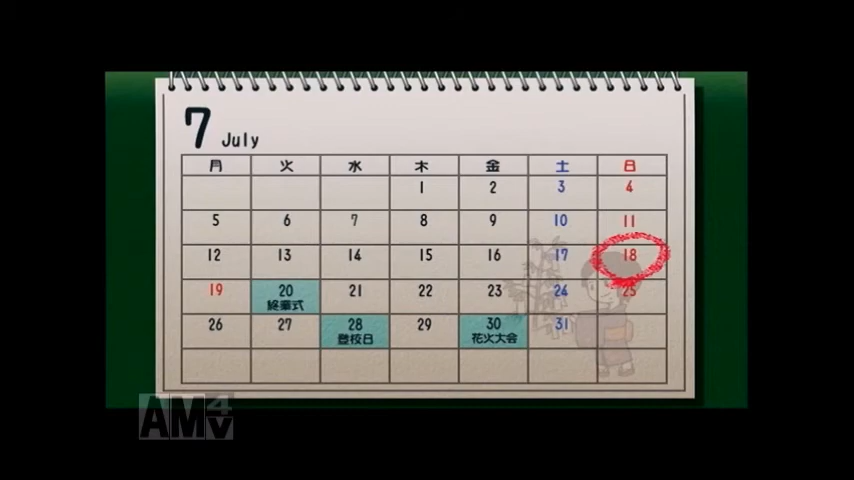 7 July
月 火 水 木 金 土 日
1 2 3 4
5 6 7 8 9 10 11
12 13 14 15 16 17 18
19 20 21 22 23 24 25
終業式
26 27 28 29 30 31
登校日 花火大会
AM4V